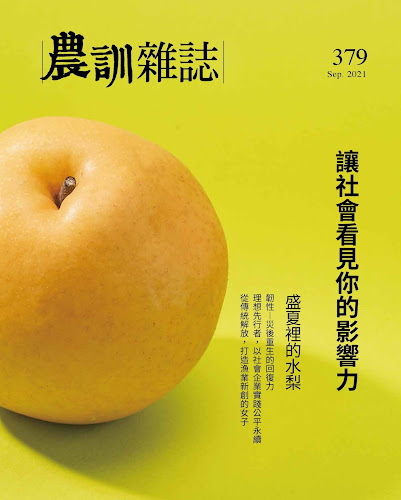 農訓雜誌
379
Sep. 2021
讓社會看見你的影響力
盛夏裡的水梨
韌性—災後重生的回復力
理想先行者，以社會企業實踐公平永續
從傳統解放，打造漁業新創的女子